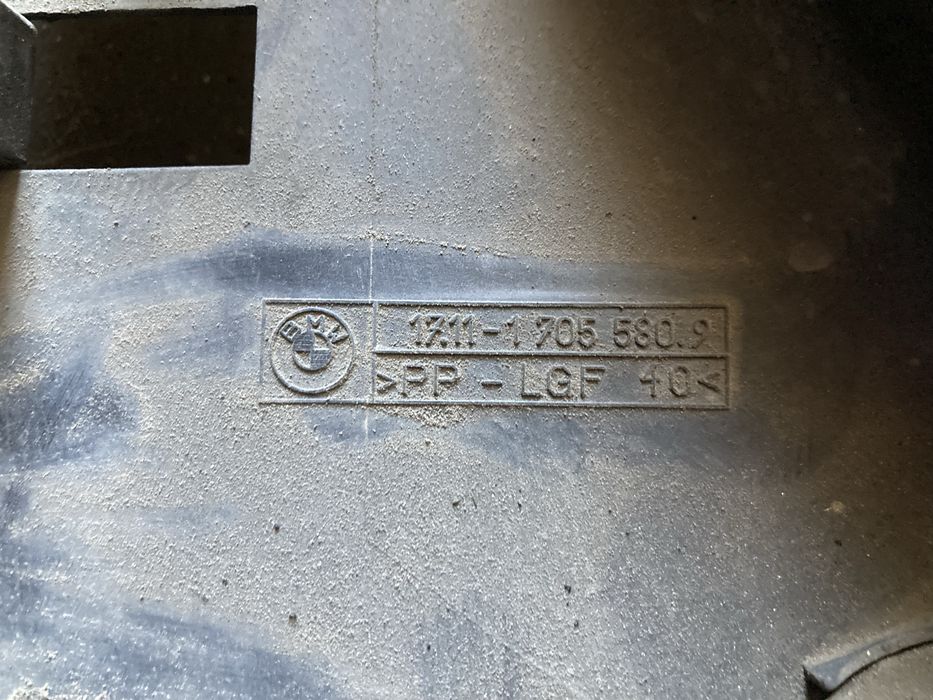 BMW
17.11-1 705 580.9
>PP - LGF 40<